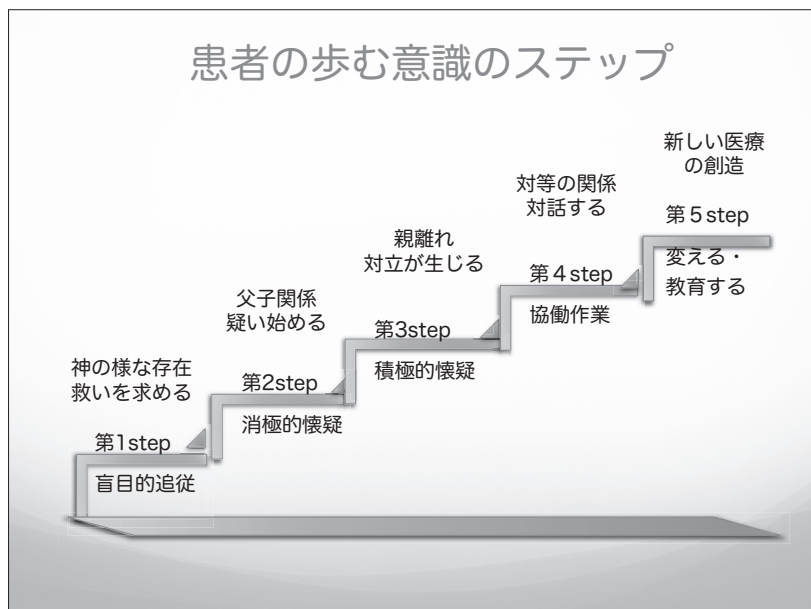 患者の歩む意識のステップ
神の様な存在
救いを求める
第1step
盲目的追従
父子関係
疑い始める
第2step
消極的懐疑
親離れ
対立が生じる
第3step
積極的懐疑
対等の関係
対話する
第４step
協働作業
新しい医療
の創造
第５step
変える・
教育する